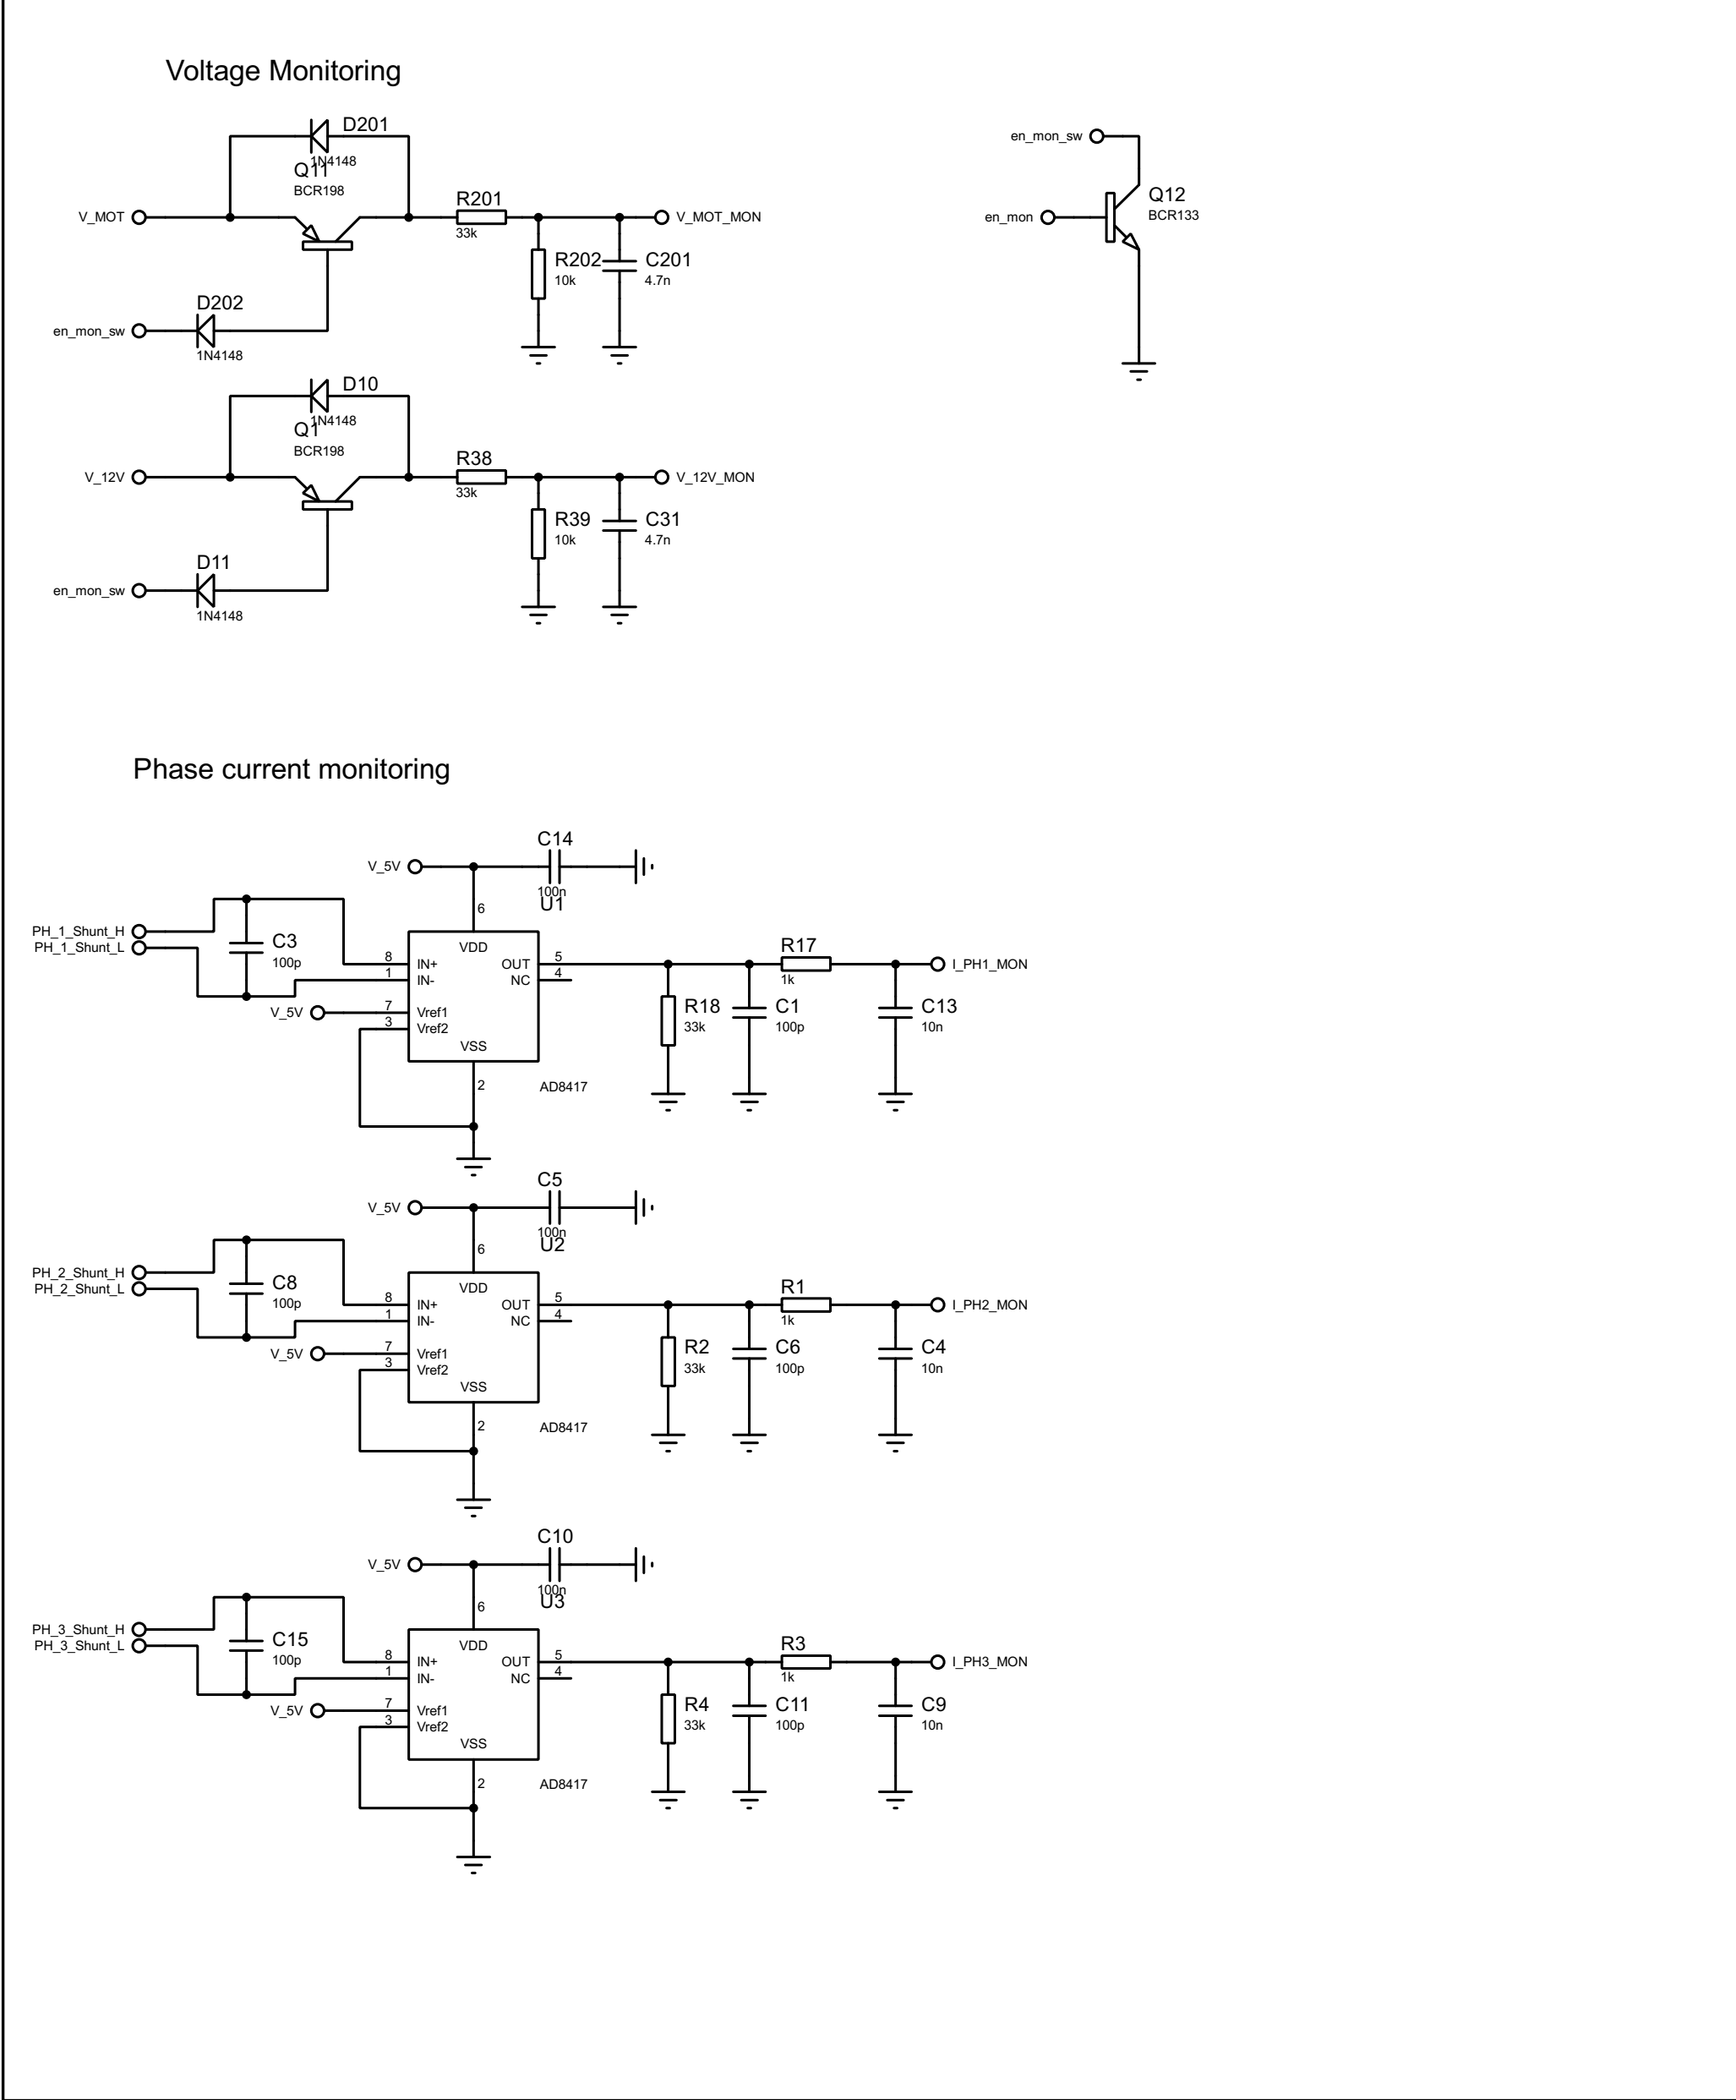 Voltage Monitoring
D201
1N4148
Q11
BCR198
V_MOT
R201
33k
V_MOT_MON
R202
10k
C201
4.7n
D202
en_mon_sw
1N4148
en_mon_sw
Q12
BCR133
en_mon
D10
1N4148
Q1
BCR198
V_12V
R38
33k
V_12V_MON
R39
10k
C31
4.7n
D11
en_mon_sw
1N4148
Phase current monitoring
C14
V_5V
100n
U1
6
PH_1_Shunt_H
PH_1_Shunt_L
C3
100p
VDD
8 IN+ OUT 5
1 IN- NC 4
V_5V 7 Vref1
3 Vref2
VSS
2
AD8417
R17
1k
I_PH1_MON
R18
33k
C1
100p
C13
10n
C5
V_5V
100n
U2
6
PH_2_Shunt_H
PH_2_Shunt_L
C8
100p
VDD
8 IN+ OUT 5
1 IN- NC 4
V_5V 7 Vref1
3 Vref2
VSS
2
AD8417
R1
1k
I_PH2_MON
R2
33k
C6
100p
C4
10n
C10
V_5V
100n
U3
6
PH_3_Shunt_H
PH_3_Shunt_L
C15
100p
VDD
8 IN+ OUT 5
1 IN- NC 4
V_5V 7 Vref1
3 Vref2
VSS
2
AD8417
R3
1k
I_PH3_MON
R4
33k
C11
100p
C9
10n